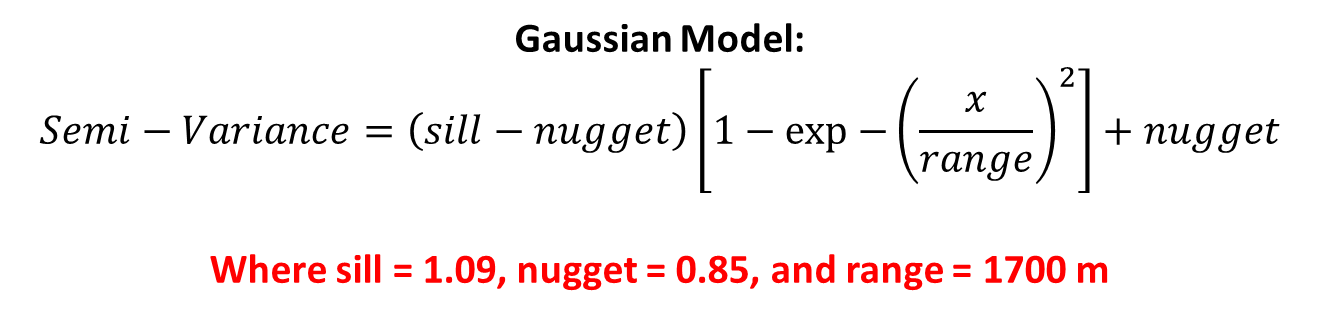 Gaussian Model:
Semi − Variance = (sill − nugget) [1 − exp − (x/range)²] + nugget
Where sill = 1.09, nugget = 0.85, and range = 1700 m